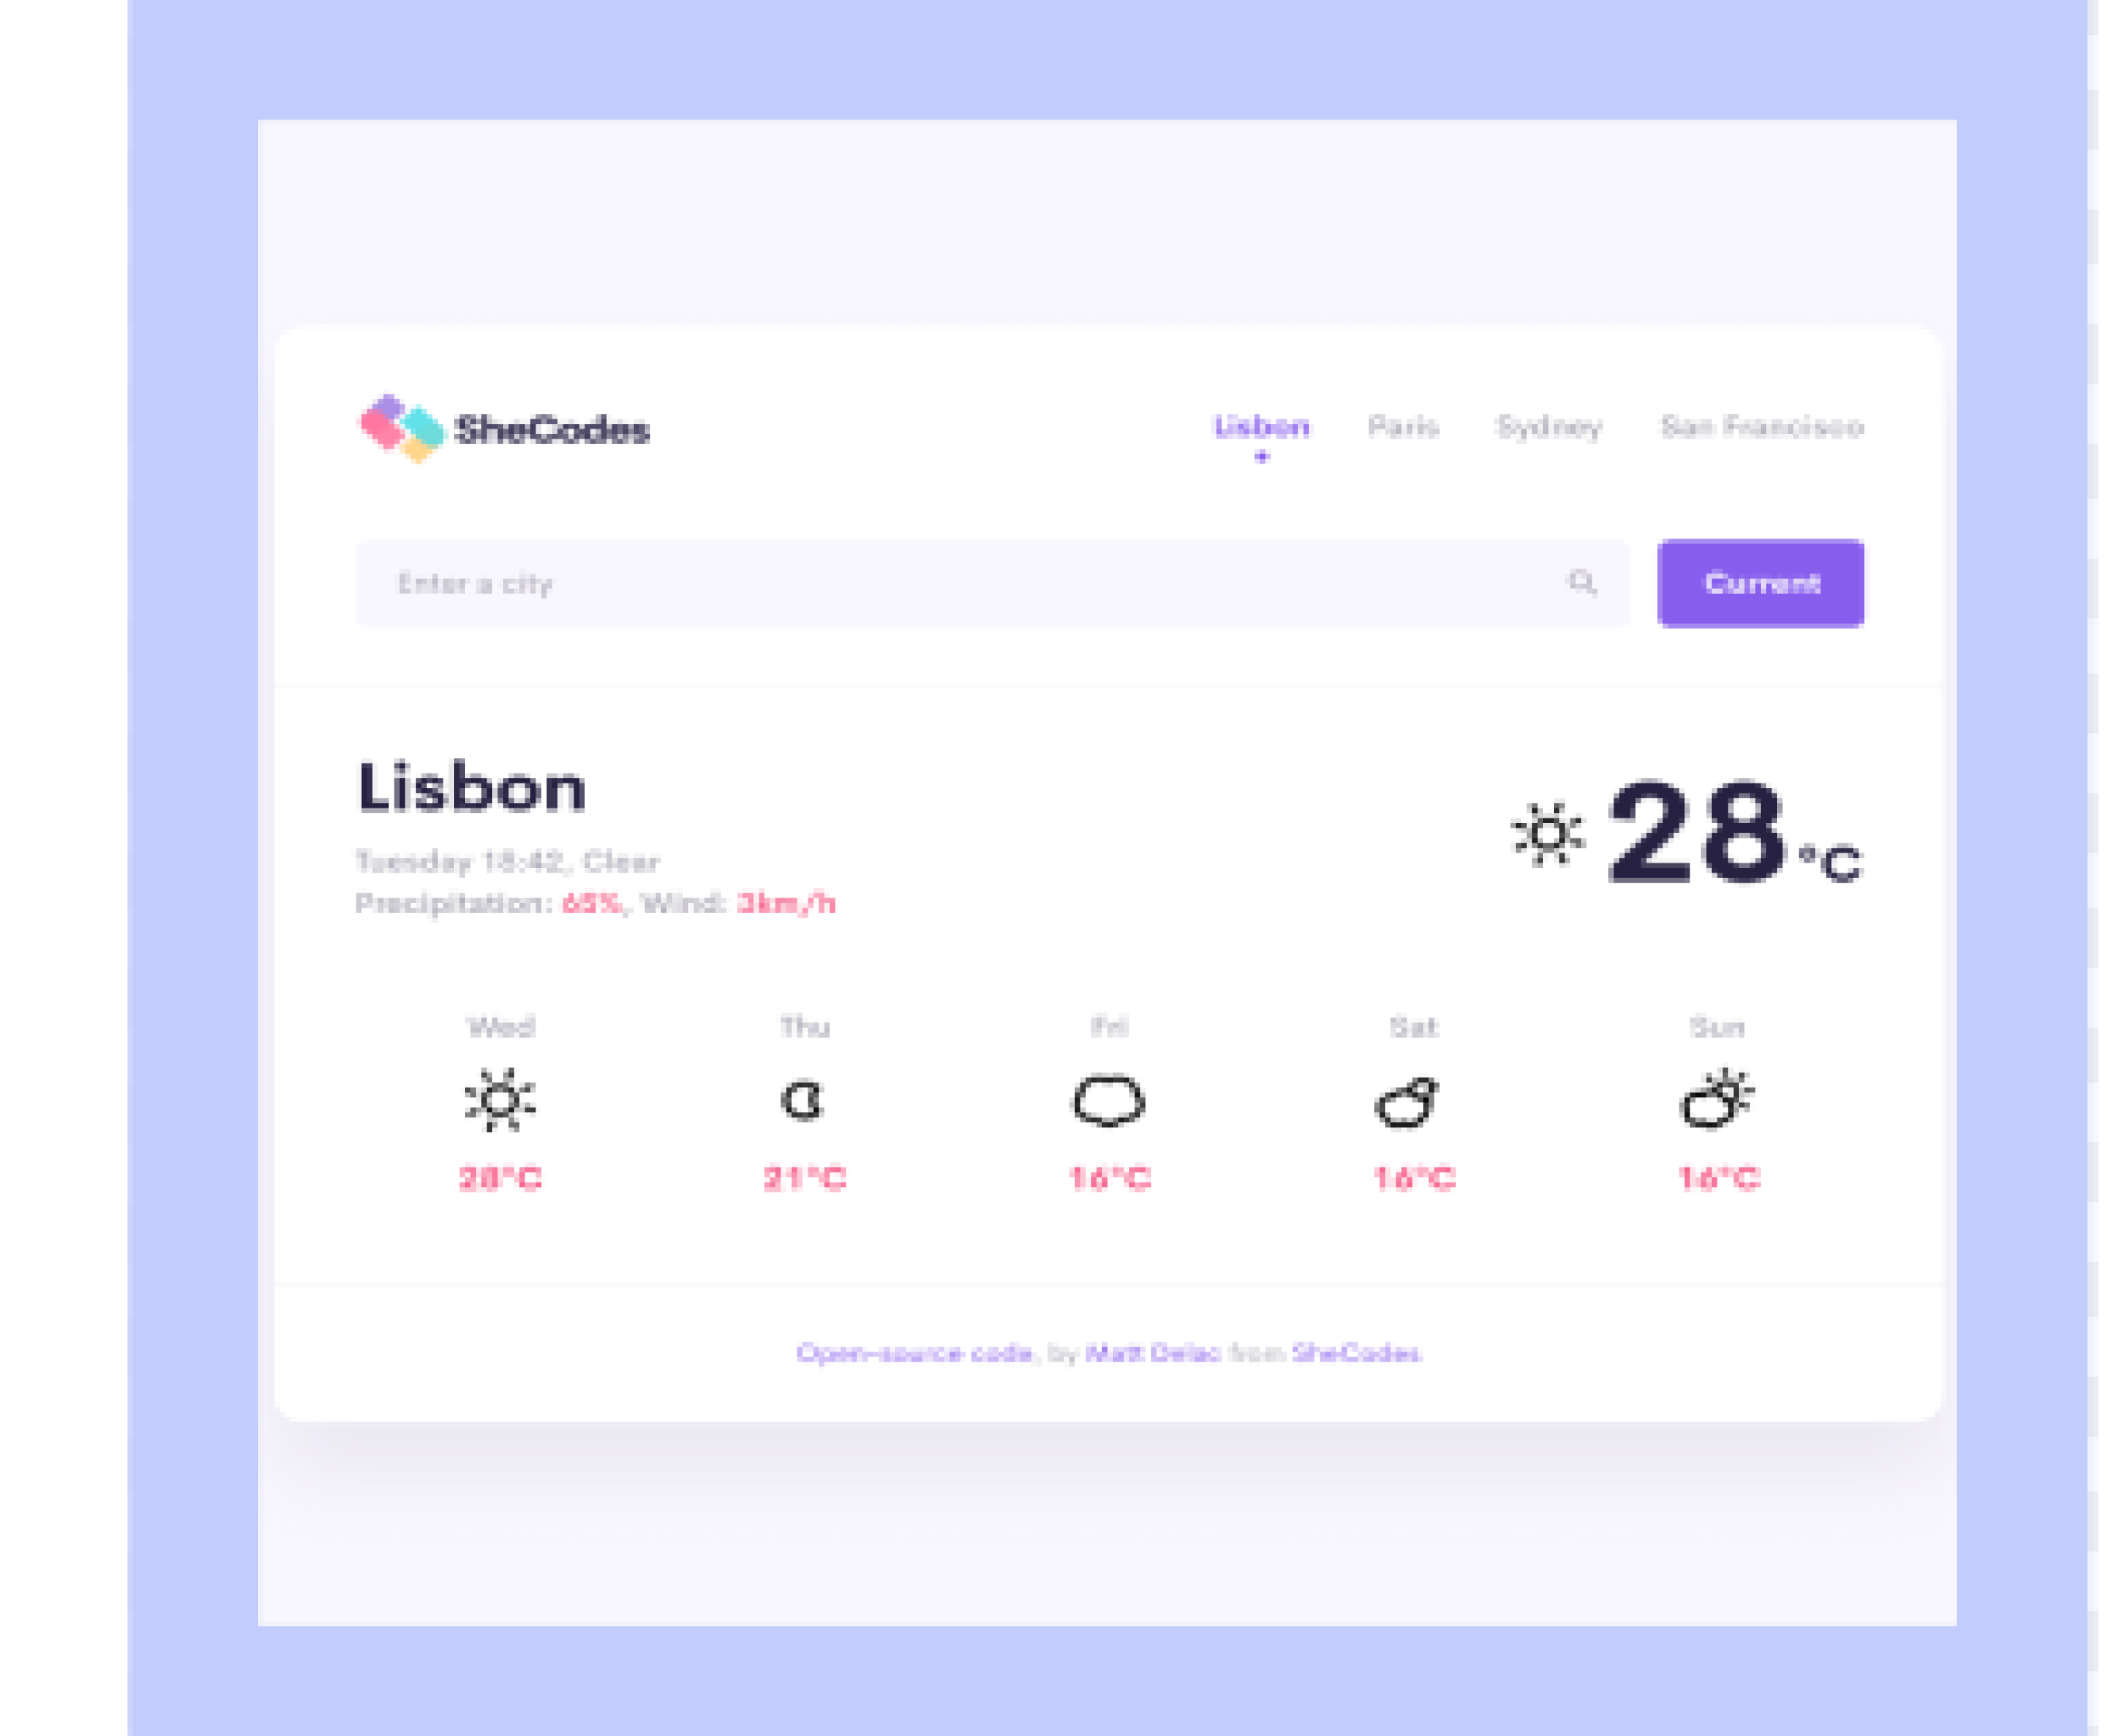 SheCodes
Lisbon Paris Sydney San Francisco
Enter a city
Current
Lisbon
28°C
Tuesday 18:42, Clear
Precipitation: 65%, Wind: 3km/h
Wed Thu Fri Sat Sun
28°C 21°C 16°C 16°C 16°C
Open-source code, by Matt Delac from SheCodes